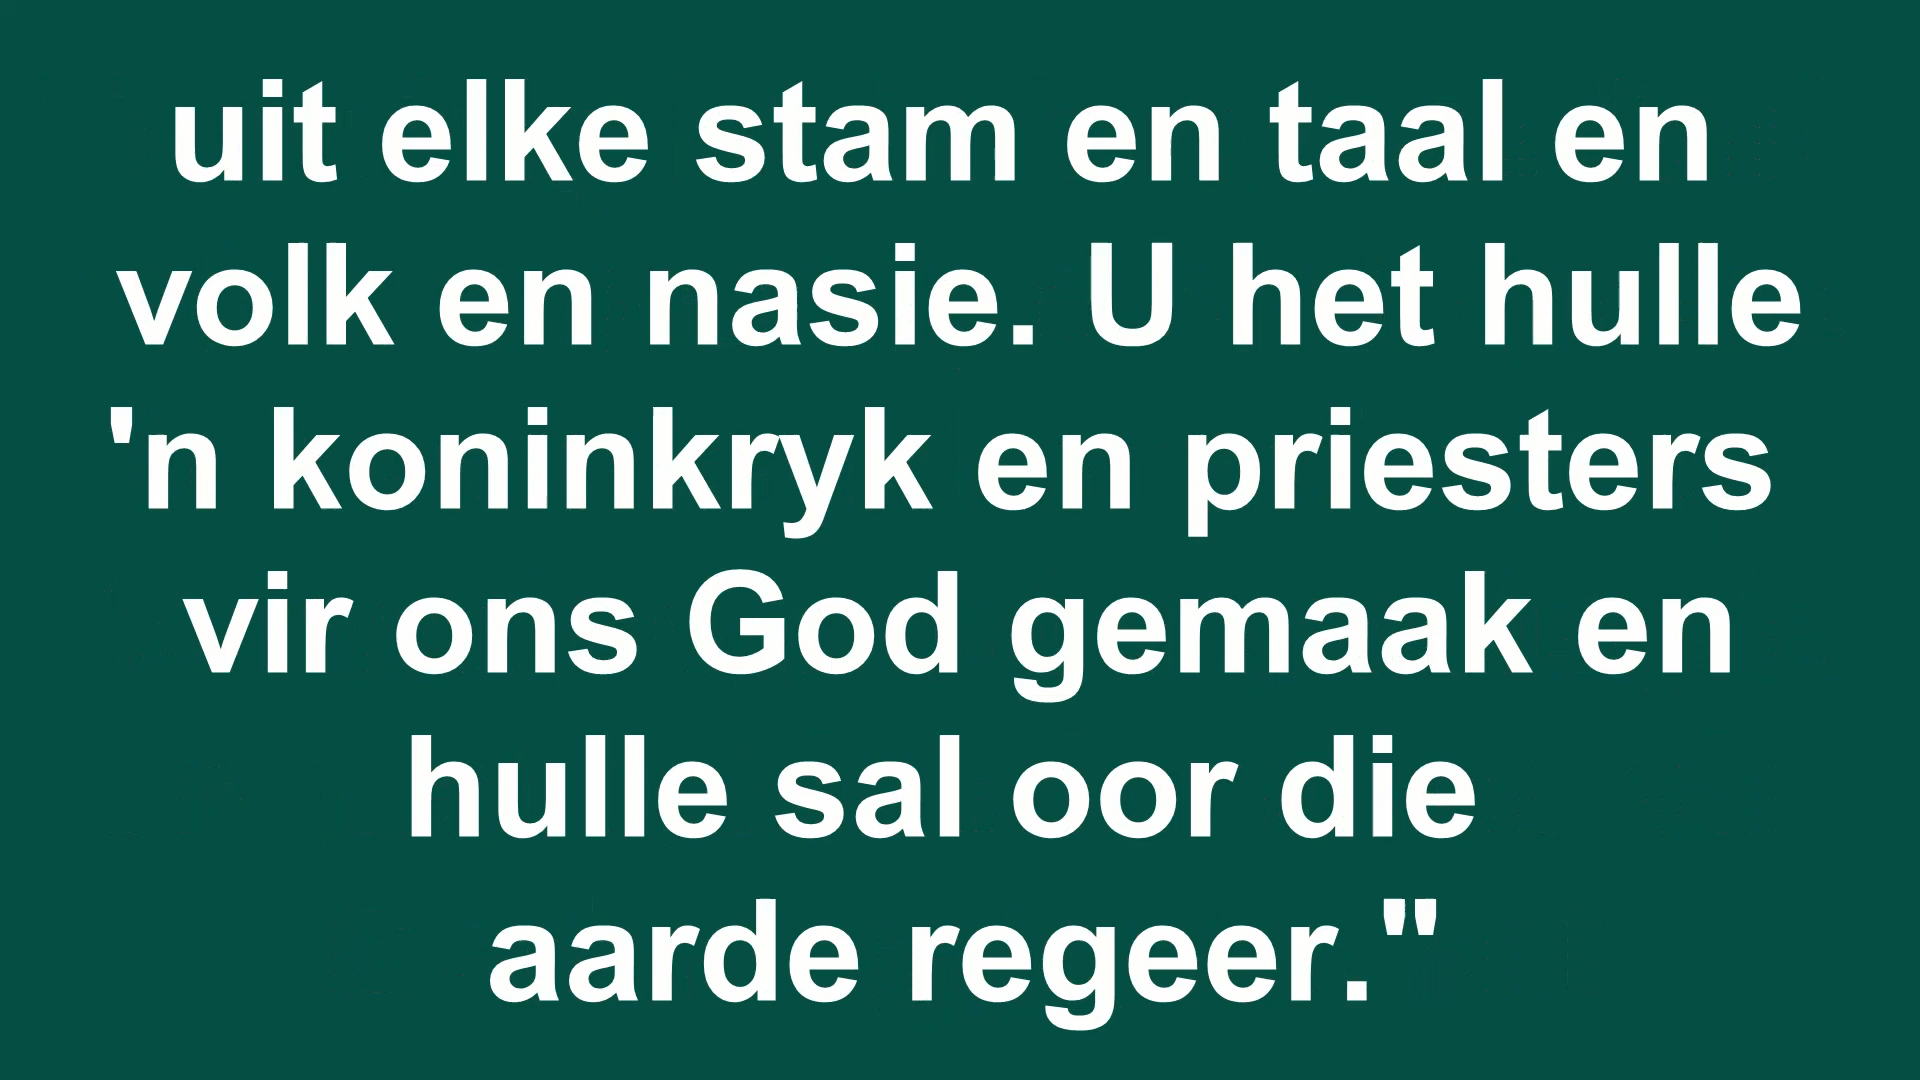 uit elke stam en taal en
volk en nasie. U het hulle
'n koninkryk en priesters
vir ons God gemaak en
hulle sal oor die
aarde regeer."